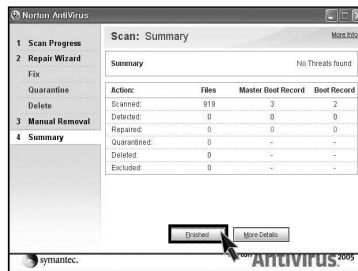 Norton AntiVirus
Scan: Summary
More Info
1 Scan Progress
2 Repair Wizard
Fix
Quarantine
Delete
3 Manual Removal
4 Summary
Summary No Threats found
Action: Files Master Boot Record Boot Record
Scanned: 919 3 2
Detected: 0 0 0
Repaired: 0 0 0
Quarantined: 0 - -
Deleted: 0 - -
Excluded: 0 - -
Finished More Details
symantec.
AntiVirus 2005